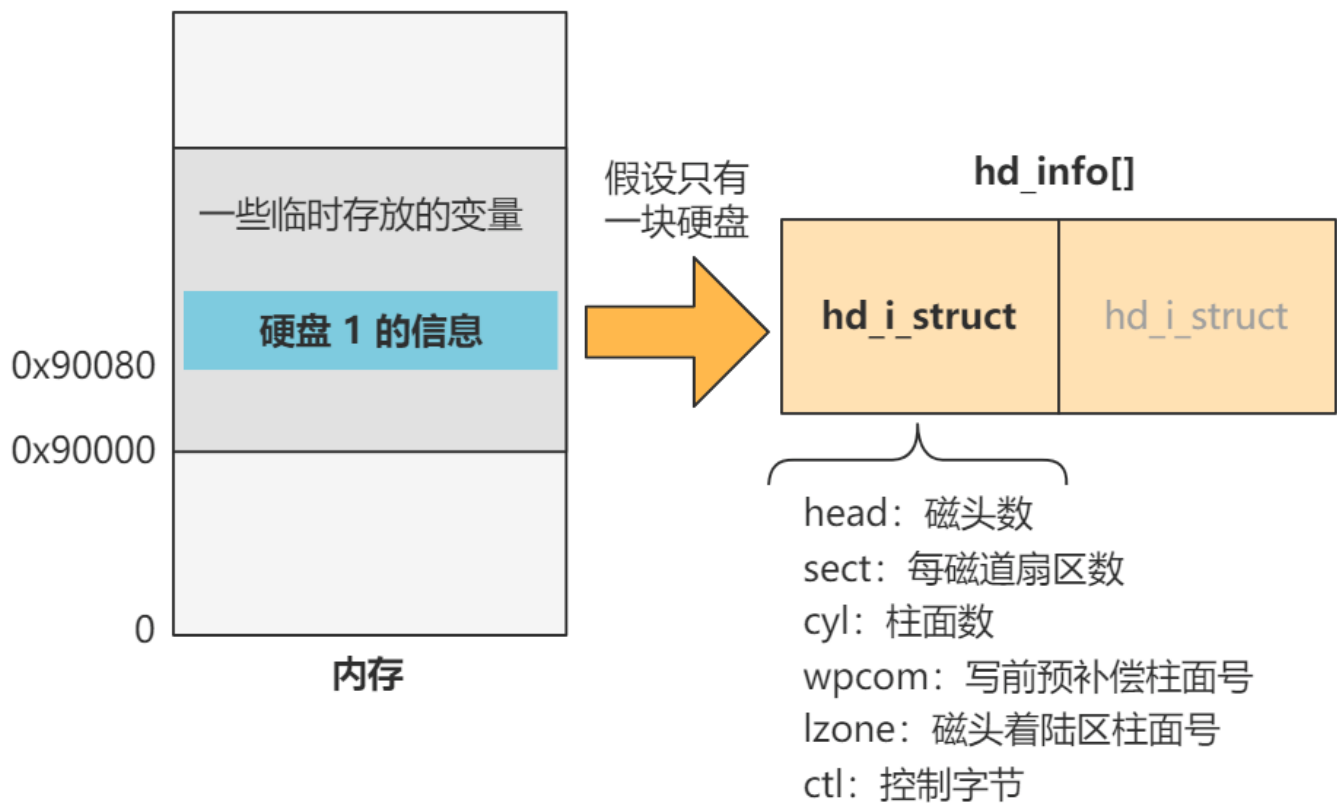 一些临时存放的变量
硬盘 1 的信息
0x90080
0x90000
0
内存
假设只有
一块硬盘
hd_info[]
hd_i_struct
hd_i_struct
head：磁头数
sect：每磁道扇区数
cyl：柱面数
wpcom：写前预补偿柱面号
lzone：磁头着陆区柱面号
ctl：控制字节